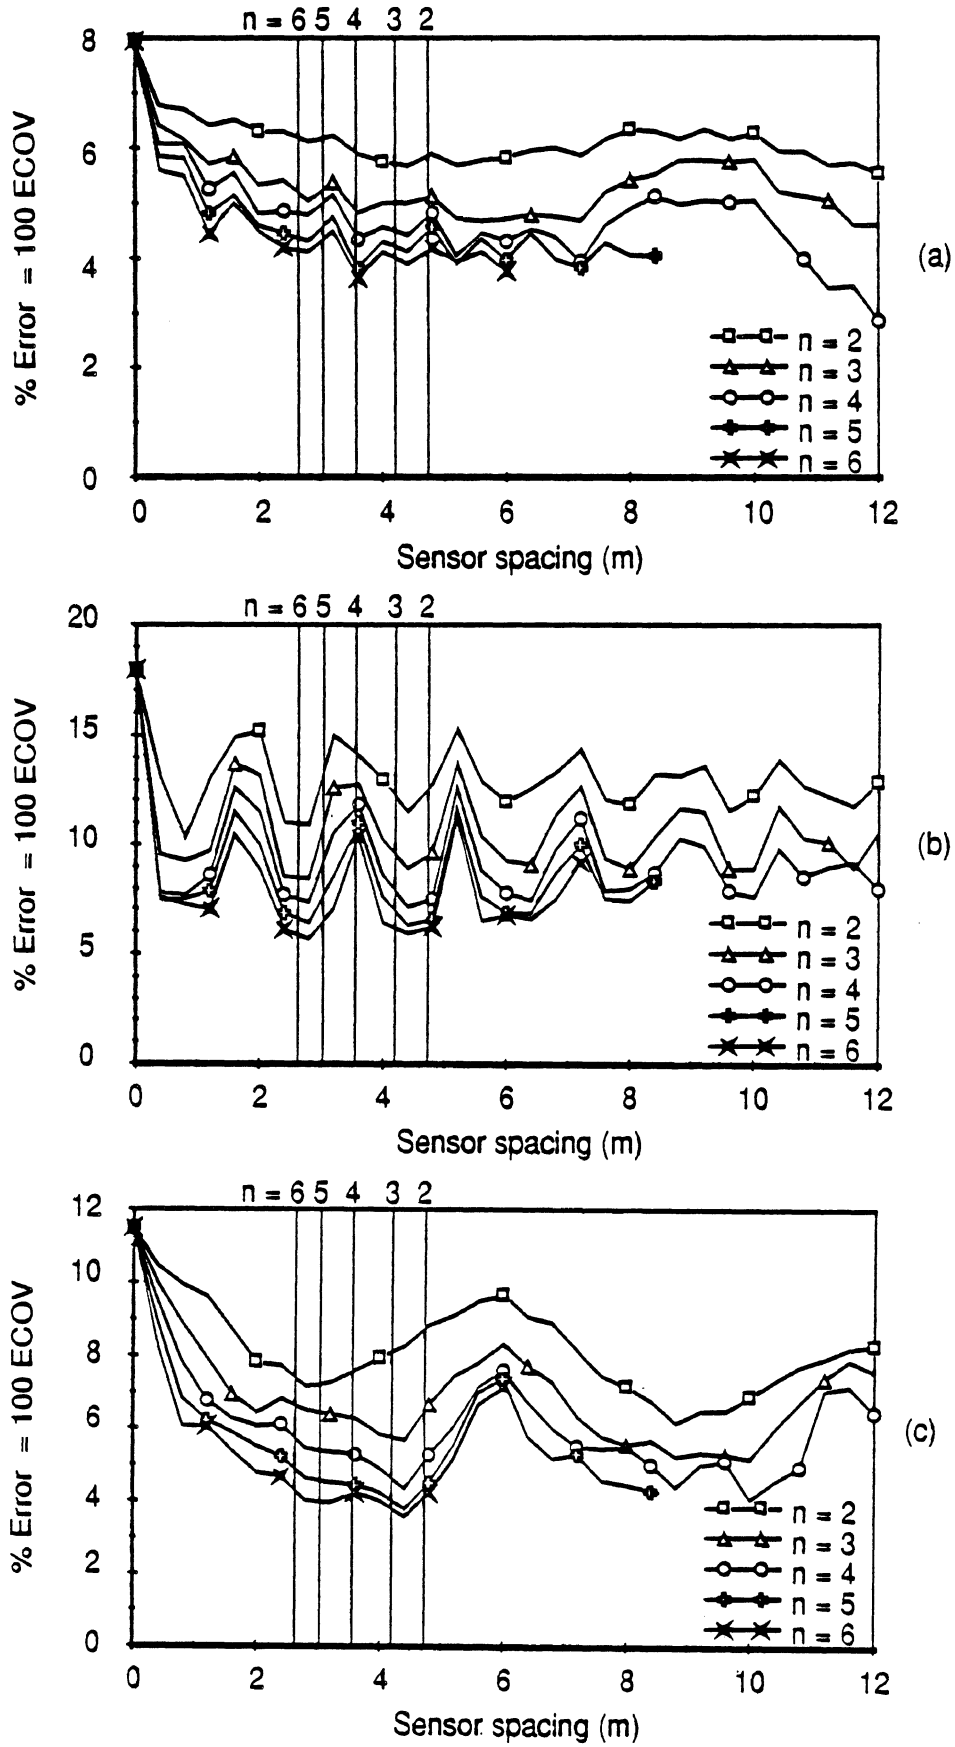 n = 6 5 4 3 2
8
6
4
2
0
% Error = 100 ECOV
(a)
n = 2
n = 3
n = 4
n = 5
n = 6
0 2 4 6 8 10 12
Sensor spacing (m)
n = 6 5 4 3 2
20
15
10
5
0
% Error = 100 ECOV
(b)
n = 2
n = 3
n = 4
n = 5
n = 6
0 2 4 6 8 10 12
Sensor spacing (m)
n = 6 5 4 3 2
12
10
8
6
4
2
0
% Error = 100 ECOV
(c)
n = 2
n = 3
n = 4
n = 5
n = 6
0 2 4 6 8 10 12
Sensor spacing (m)